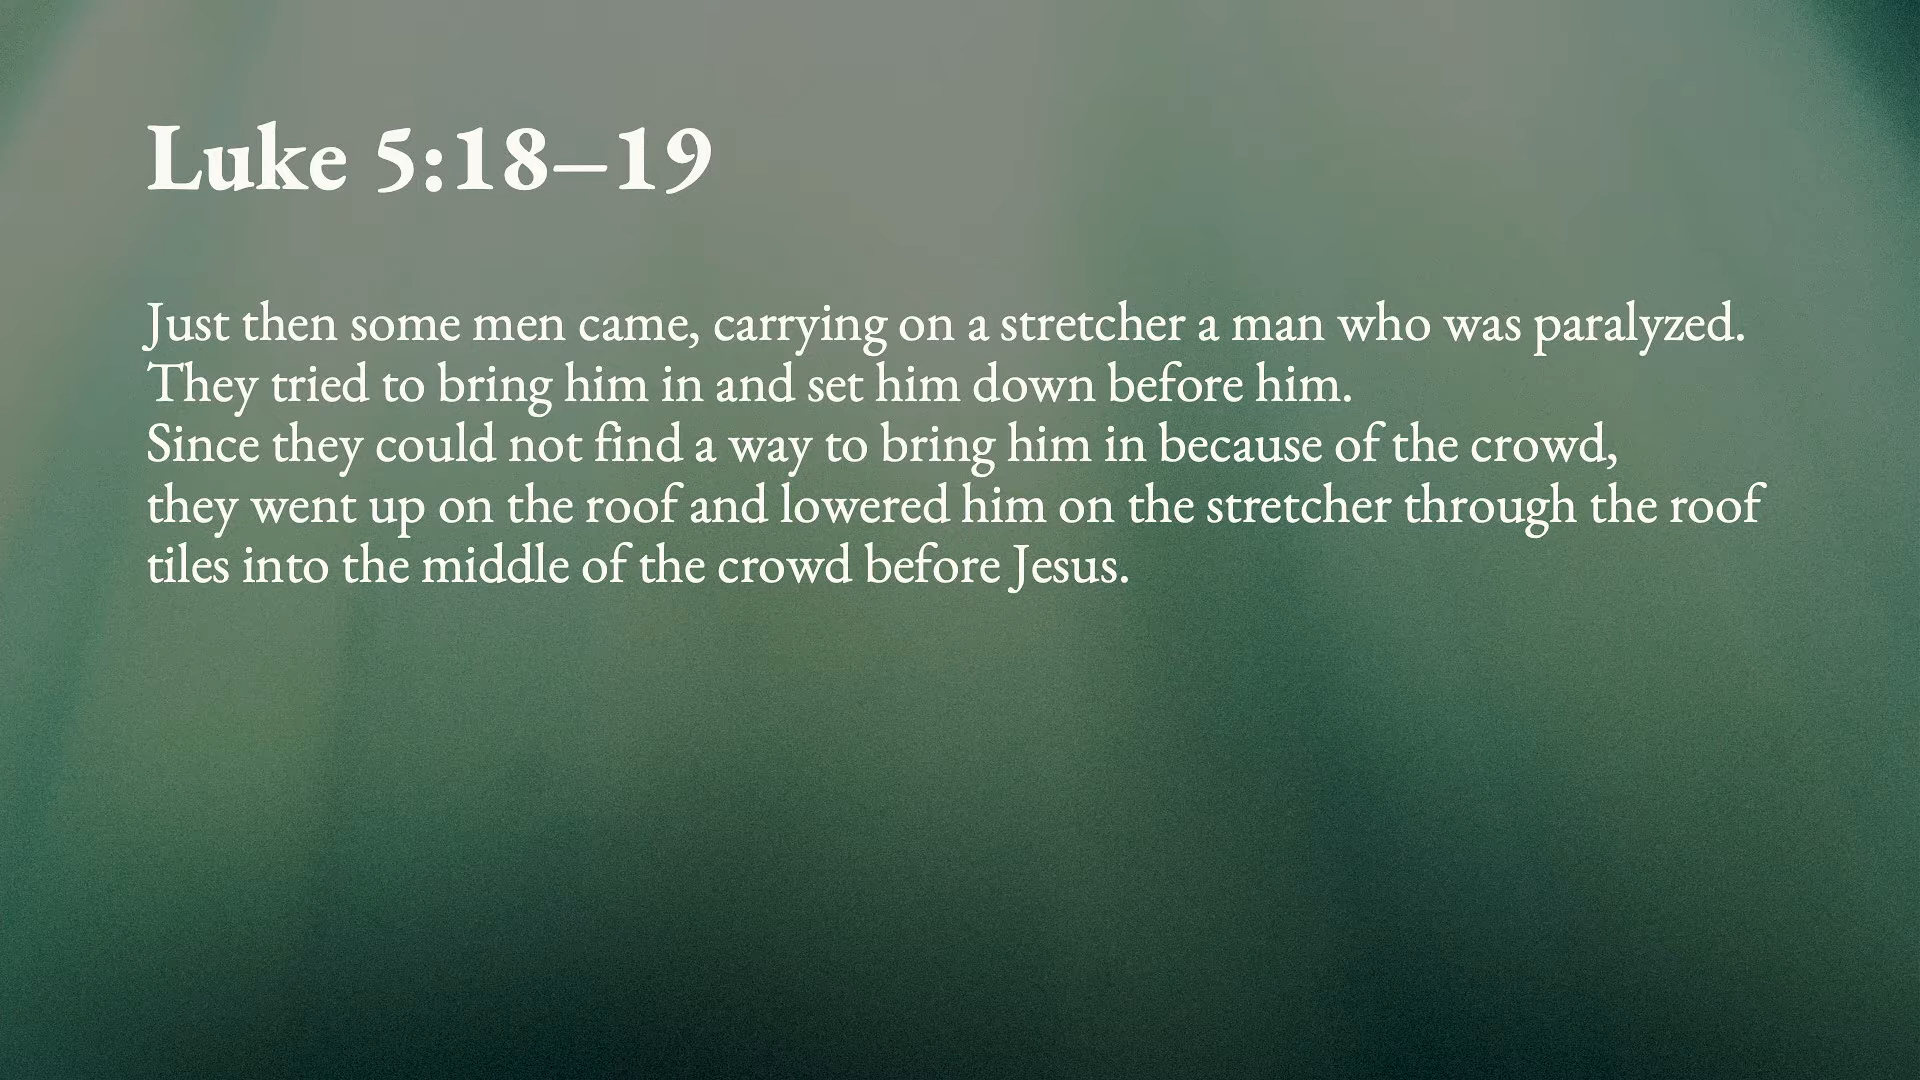 Luke 5:18–19
Just then some men came, carrying on a stretcher a man who was paralyzed.
They tried to bring him in and set him down before him.
Since they could not find a way to bring him in because of the crowd,
they went up on the roof and lowered him on the stretcher through the roof
tiles into the middle of the crowd before Jesus.